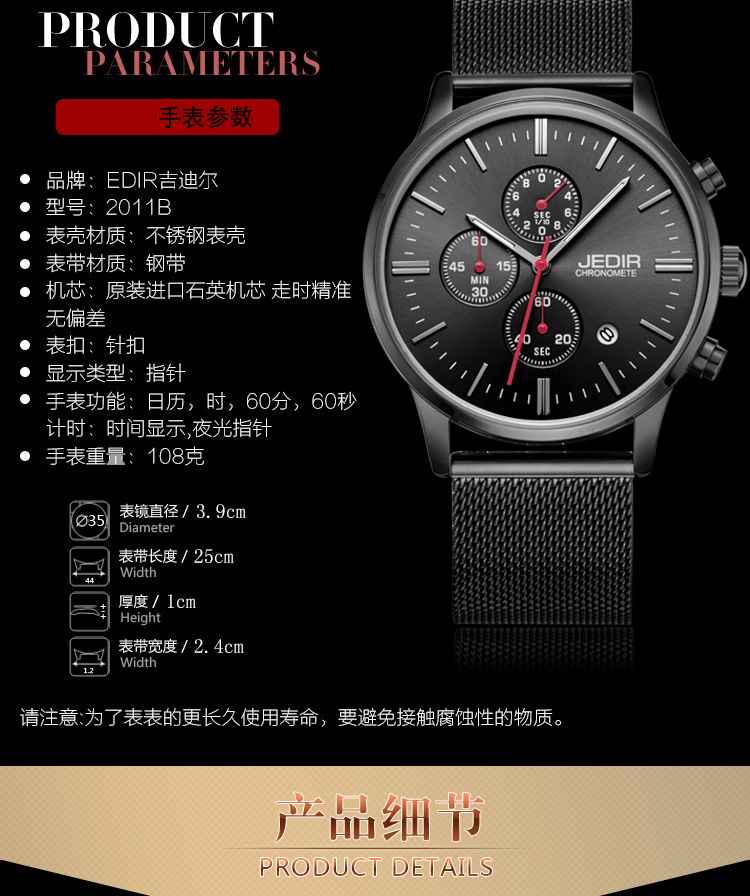 PRODUCT
PARAMETERS
手表参数
品牌：EDIR吉迪尔
型号：2011B
表壳材质：不锈钢表壳
表带材质：钢带
机芯：原装进口石英机芯 走时精准
无偏差
表扣：针扣
显示类型：指针
手表功能：日历，时，60分，60秒
计时：时间显示,夜光指针
手表重量：108克
8 0 2
6 6
4 SEC 4
1/10
2 0 8
60
45 15
MIN
30
JEDIR
CHRONOMETE
60
40 20
SEC
Ø35 表镜直径 / 3.9cm
Diameter
表带长度 / 25cm
Width
44
厚度 / 1cm
Height
表带宽度 / 2.4cm
Width
1.2
请注意:为了表表的更长久使用寿命，要避免接触腐蚀性的物质。
产品细节
PRODUCT DETAILS